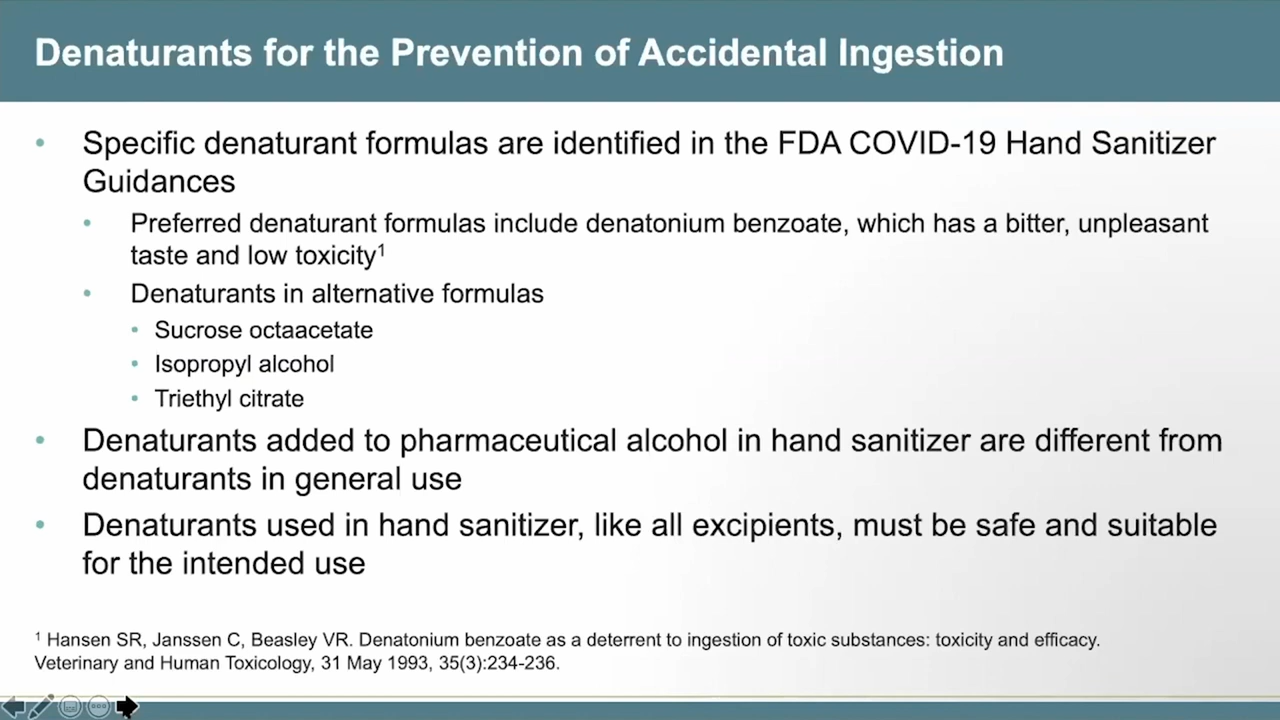 Denaturants for the Prevention of Accidental Ingestion
• Specific denaturant formulas are identified in the FDA COVID-19 Hand Sanitizer
Guidances
• Preferred denaturant formulas include denatonium benzoate, which has a bitter, unpleasant
taste and low toxicity¹
• Denaturants in alternative formulas
• Sucrose octaacetate
• Isopropyl alcohol
• Triethyl citrate
• Denaturants added to pharmaceutical alcohol in hand sanitizer are different from
denaturants in general use
• Denaturants used in hand sanitizer, like all excipients, must be safe and suitable
for the intended use
¹ Hansen SR, Janssen C, Beasley VR. Denatonium benzoate as a deterrent to ingestion of toxic substances: toxicity and efficacy.
Veterinary and Human Toxicology, 31 May 1993, 35(3):234-236.